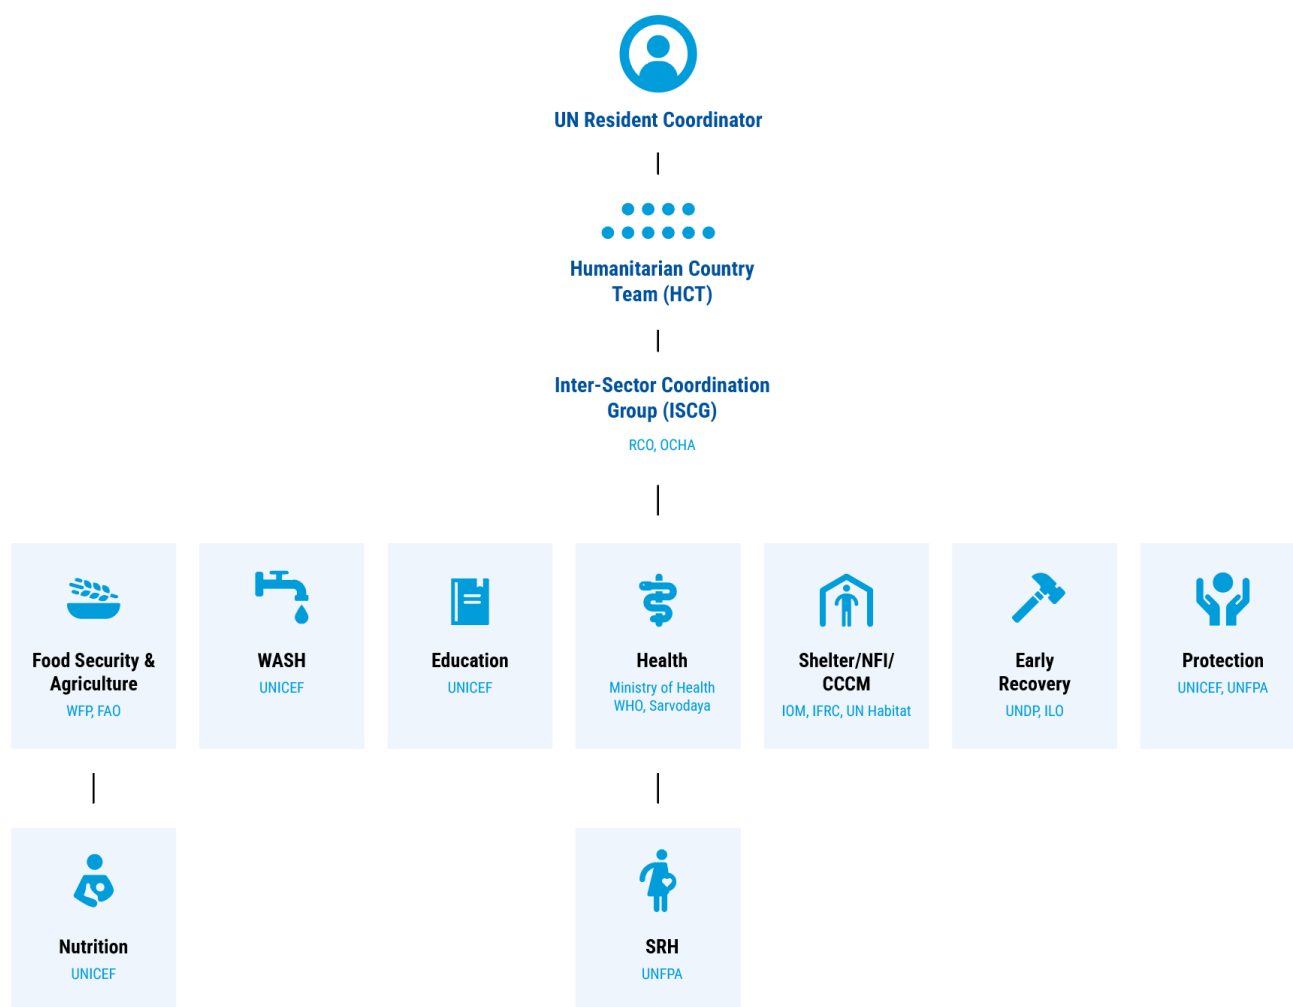 UN Resident Coordinator
Humanitarian Country
Team (HCT)
Inter-Sector Coordination
Group (ISCG)
RCO, OCHA
Food Security &
Agriculture
WFP, FAO
WASH
UNICEF
Education
UNICEF
Health
Ministry of Health
WHO, Sarvodaya
Shelter/NFI/
CCCM
IOM, IFRC, UN Habitat
Early
Recovery
UNDP, ILO
Protection
UNICEF, UNFPA
Nutrition
UNICEF
SRH
UNFPA